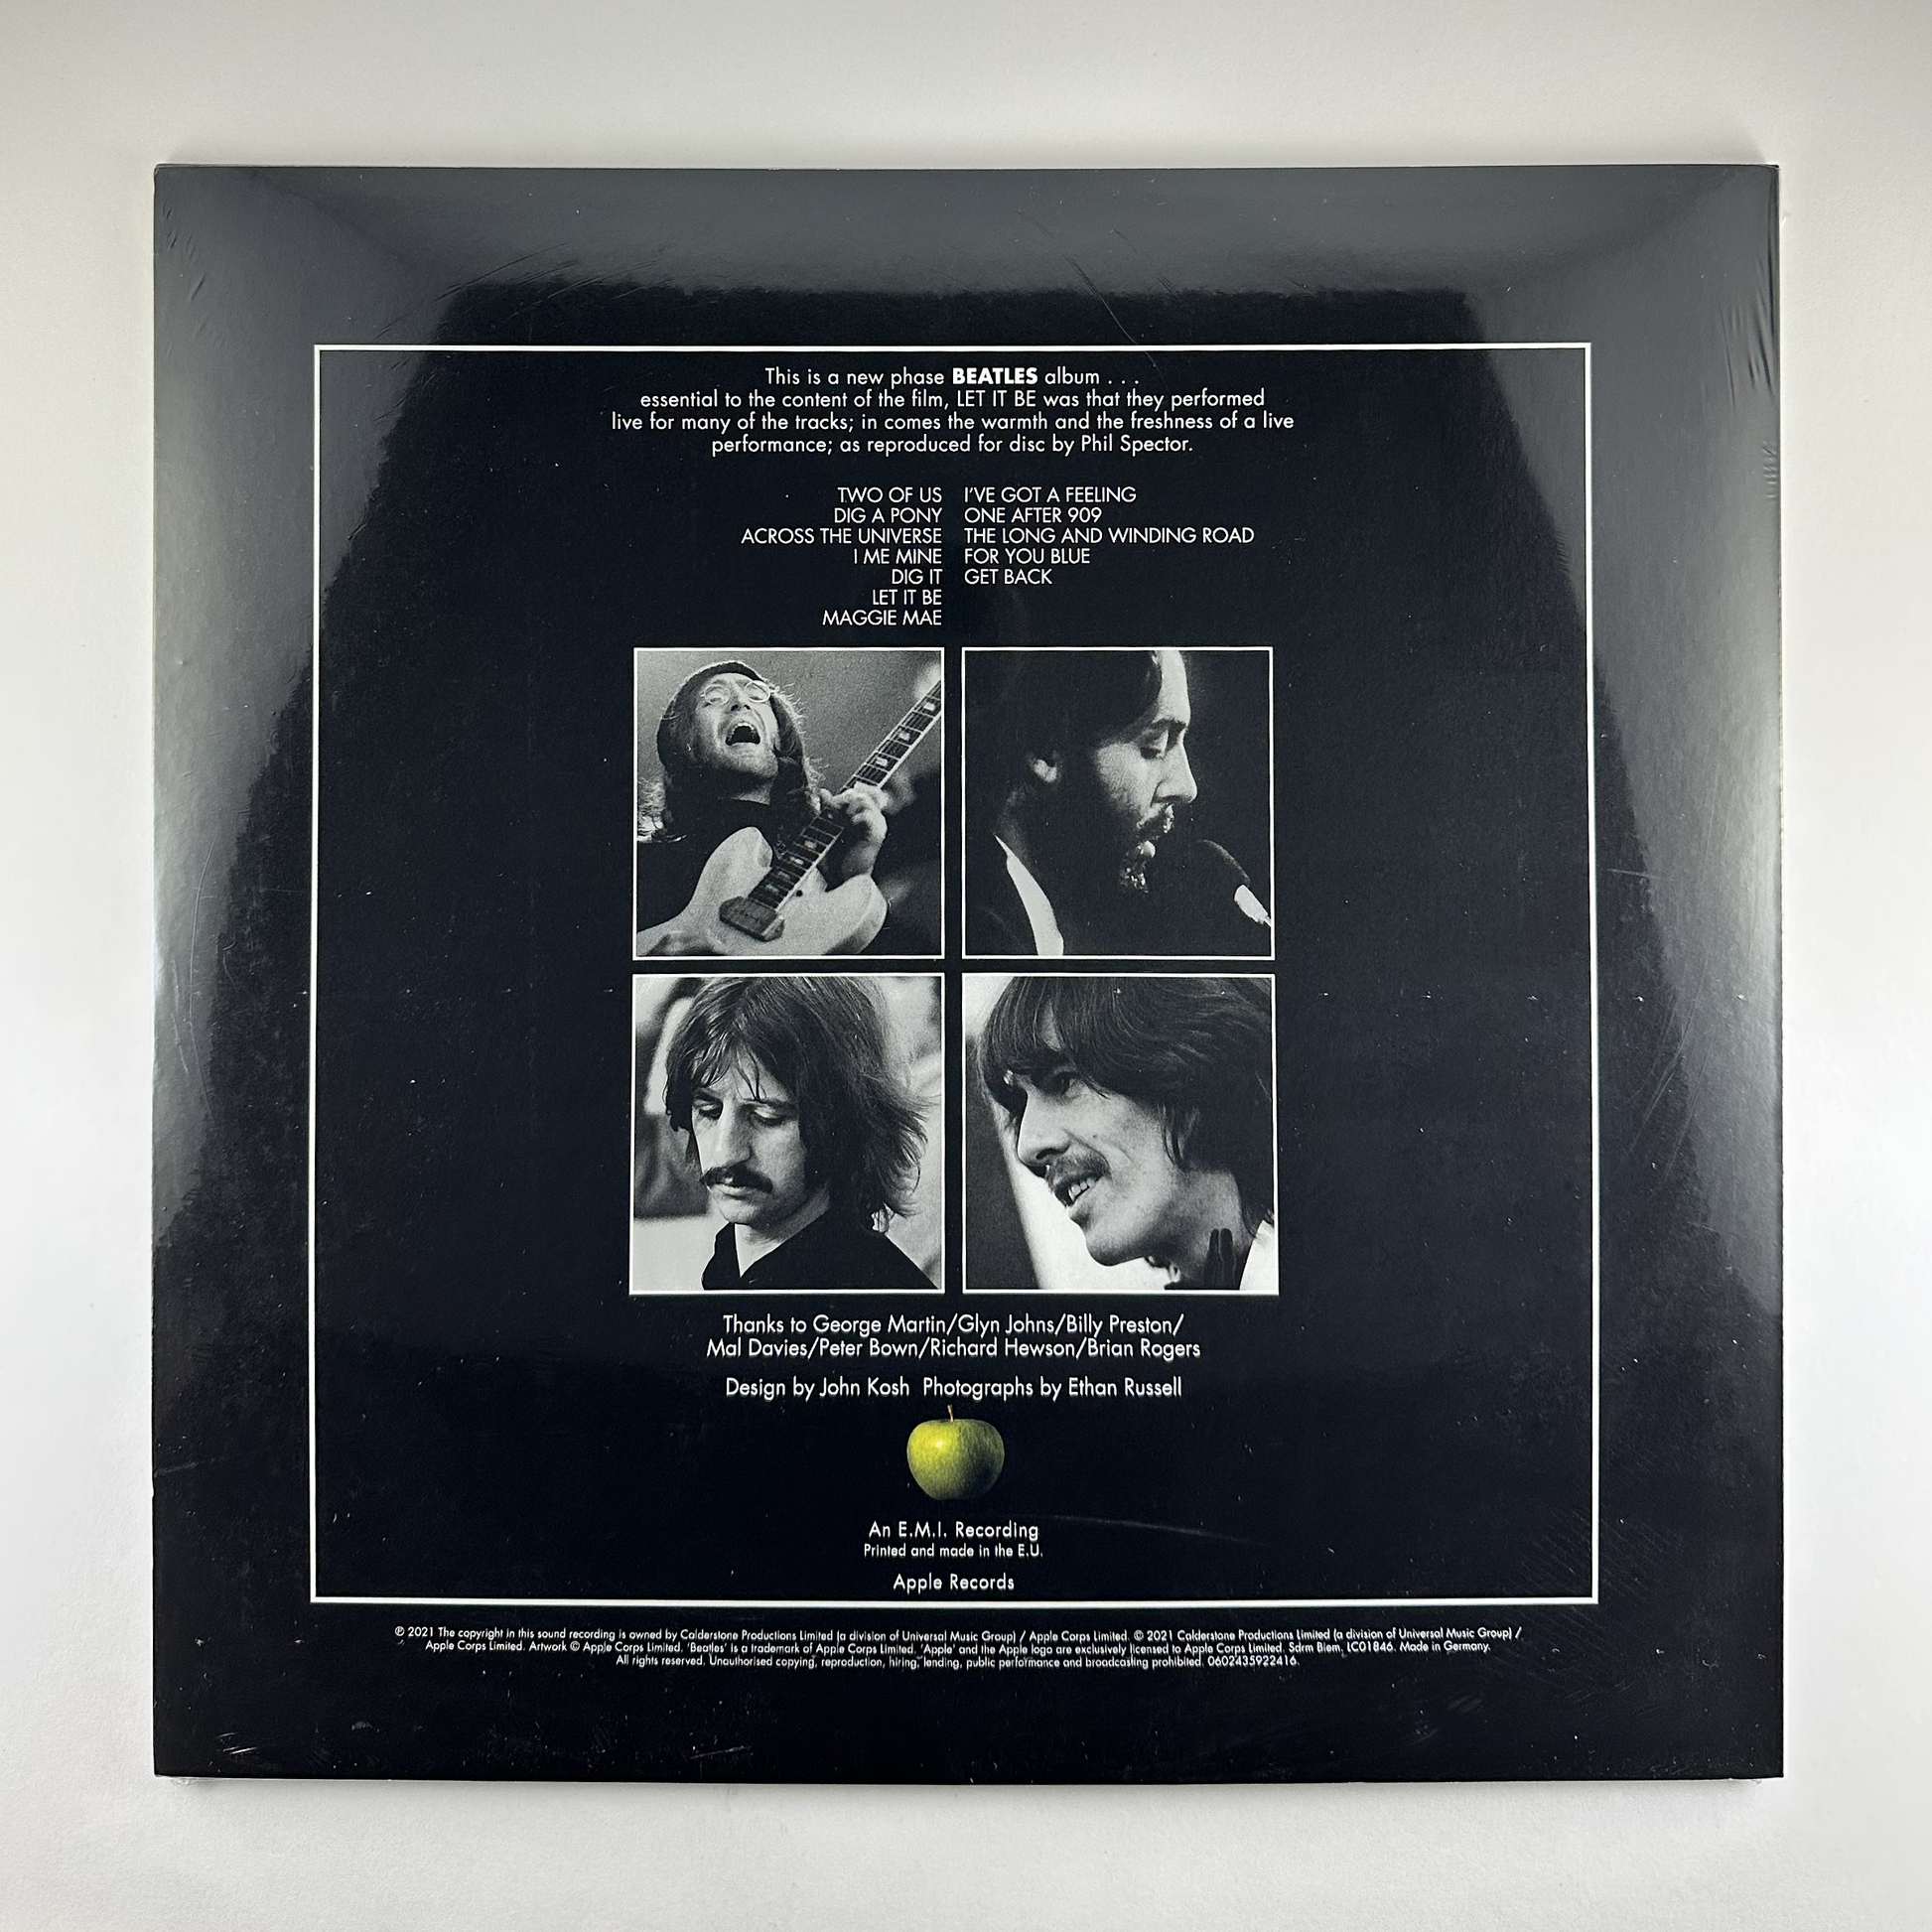 This is a new phase BEATLES album . . .
essential to the content of the film, LET IT BE was that they performed
live for many of the tracks; in comes the warmth and the freshness of a live
performance; as reproduced for disc by Phil Spector.
TWO OF US
DIG A PONY
ACROSS THE UNIVERSE
I ME MINE
DIG IT
LET IT BE
MAGGIE MAE
I'VE GOT A FEELING
ONE AFTER 909
THE LONG AND WINDING ROAD
FOR YOU BLUE
GET BACK
Thanks to George Martin/Glyn Johns/Billy Preston/
Mal Davies/Peter Bown/Richard Hewson/Brian Rogers
Design by John Kosh Photographs by Ethan Russell
An E.M.I. Recording
Printed and made in the E.U.
Apple Records
℗ 2021 The copyright in this sound recording is owned by Calderstone Productions Limited (a division of Universal Music Group) / Apple Corps Limited. © 2021 Calderstone Productions Limited (a division of Universal Music Group) /
Apple Corps Limited. Artwork © Apple Corps Limited. 'Beatles' is a trademark of Apple Corps Limited. 'Apple' and the Apple logo are exclusively licensed to Apple Corps Limited. Sdrm Biem. LC01846. Made in Germany.
All rights reserved. Unauthorised copying, reproduction, hiring, lending, public performance and broadcasting prohibited. 0602435922416.